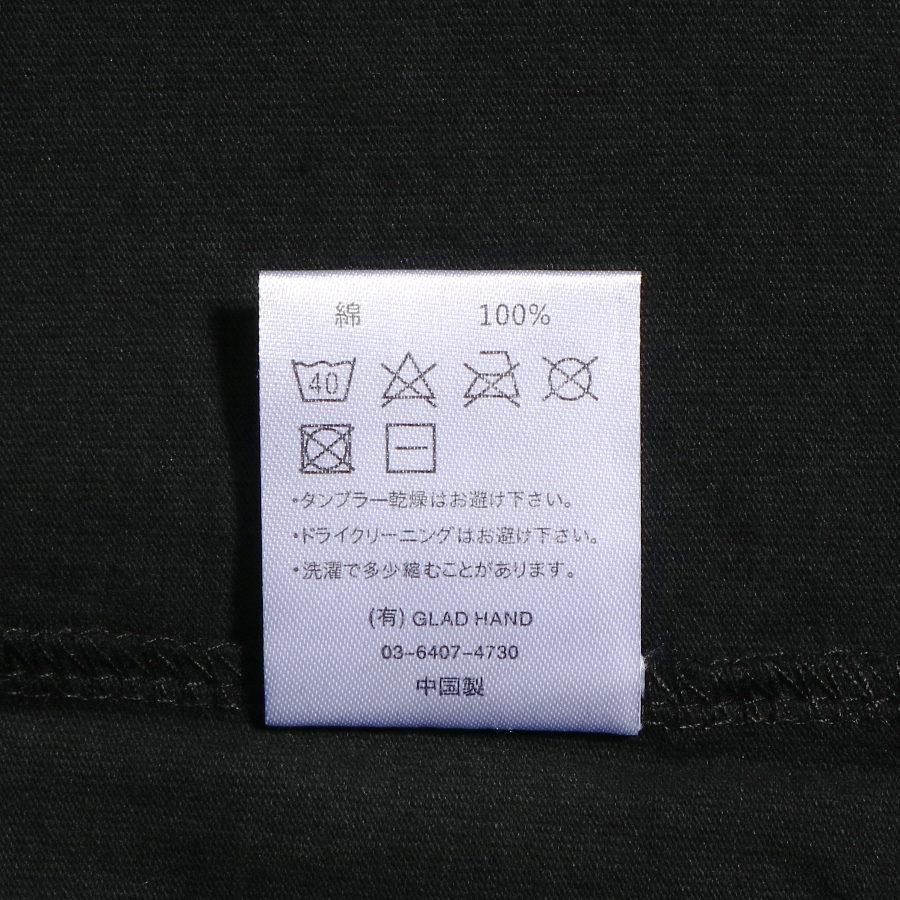 綿 100%
40
・タンブラー乾燥はお避け下さい。
・ドライクリーニングはお避け下さい。
・洗濯で多少縮むことがあります。
(有) GLAD HAND
03-6407-4730
中国製